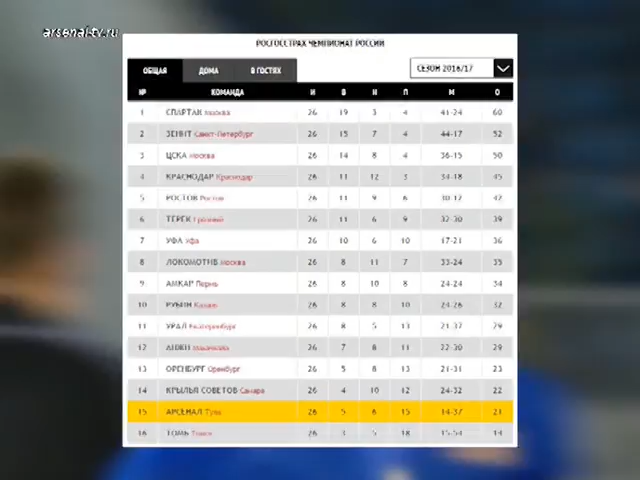 arsenal-tv.ru
РОСГОССТРАХ ЧЕМПИОНАТ РОССИИ
ОБЩАЯ ДОМА В ГОСТЯХ СЕЗОН 2016/17
№ КОМАНДА И В Н П М О
1 СПАРТАК Москва 26 19 3 4 41-24 60
2 ЗЕНИТ Санкт-Петербург 26 15 7 4 44-17 52
3 ЦСКА Москва 26 14 8 4 36-15 50
4 КРАСНОДАР Краснодар 26 11 12 3 34-18 45
5 РОСТОВ Ростов 26 11 9 6 30-12 42
6 ТЕРЕК Грозный 26 11 6 9 32-30 39
7 УФА Уфа 26 10 6 10 17-21 36
8 ЛОКОМОТИВ Москва 26 8 11 7 33-24 35
9 АМКАР Пермь 26 8 10 8 24-24 34
10 РУБИН Казань 26 8 8 10 24-26 32
11 УРАЛ Екатеринбург 26 8 5 13 21-37 29
12 АНЖИ Махачкала 26 7 8 11 22-30 29
13 ОРЕНБУРГ Оренбург 26 5 8 13 21-31 23
14 КРЫЛЬЯ СОВЕТОВ Самара 26 4 10 12 24-32 22
15 АРСЕНАЛ Тула 26 5 6 15 14-37 21
16 ТОМЬ Томск 26 3 5 18 15-54 14